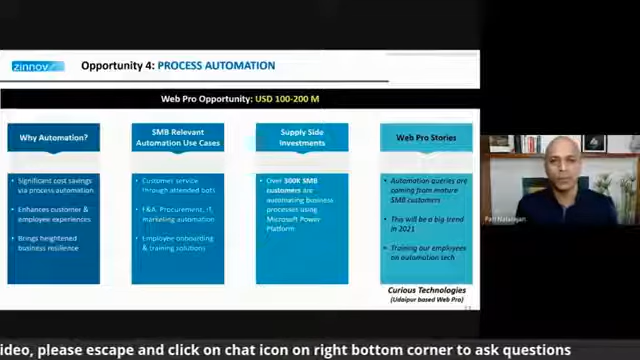 zinnov
Opportunity 4: PROCESS AUTOMATION
Web Pro Opportunity: USD 100-200 M
Why Automation?
• Significant cost savings
via process automation
• Enhances customer &
employee experiences
• Brings heightened
business resilience
SMB Relevant
Automation Use Cases
• Customer service
through attended bots
• F&A, Procurement, IT,
marketing automation
• Employee onboarding
& training solutions
Supply Side
Investments
• Over 300K SMB
customers are
automating business
processes using
Microsoft Power
Platform
Web Pro Stories
• Automation queries are
coming from mature
SMB customers
• This will be a big trend
in 2021
• Training our employees
on automation tech
Curious Technologies
(Udaipur based Web Pro)
Pari Natarajan
ideo, please escape and click on chat icon on right bottom corner to ask questions